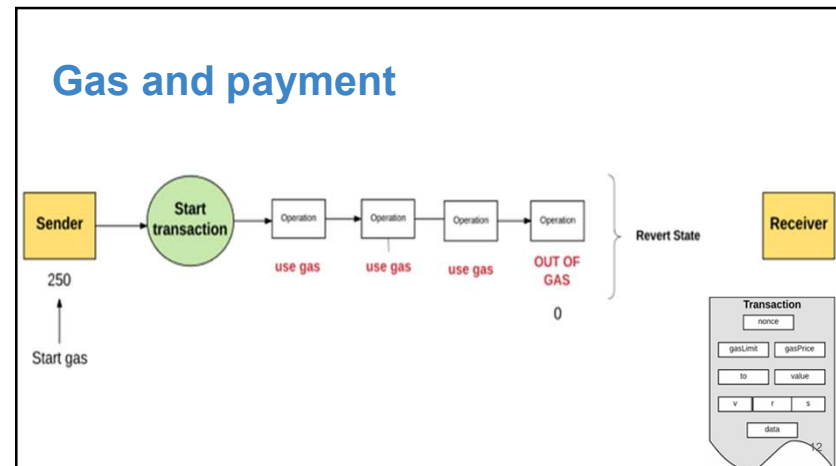 Gas and payment
Sender
Start
transaction
Operation
Operation
Operation
Operation
Revert State
Receiver
use gas
use gas
use gas
OUT OF
GAS
250
0
Start gas
Transaction
nonce
gasLimit
gasPrice
to
value
v
r
s
data
12